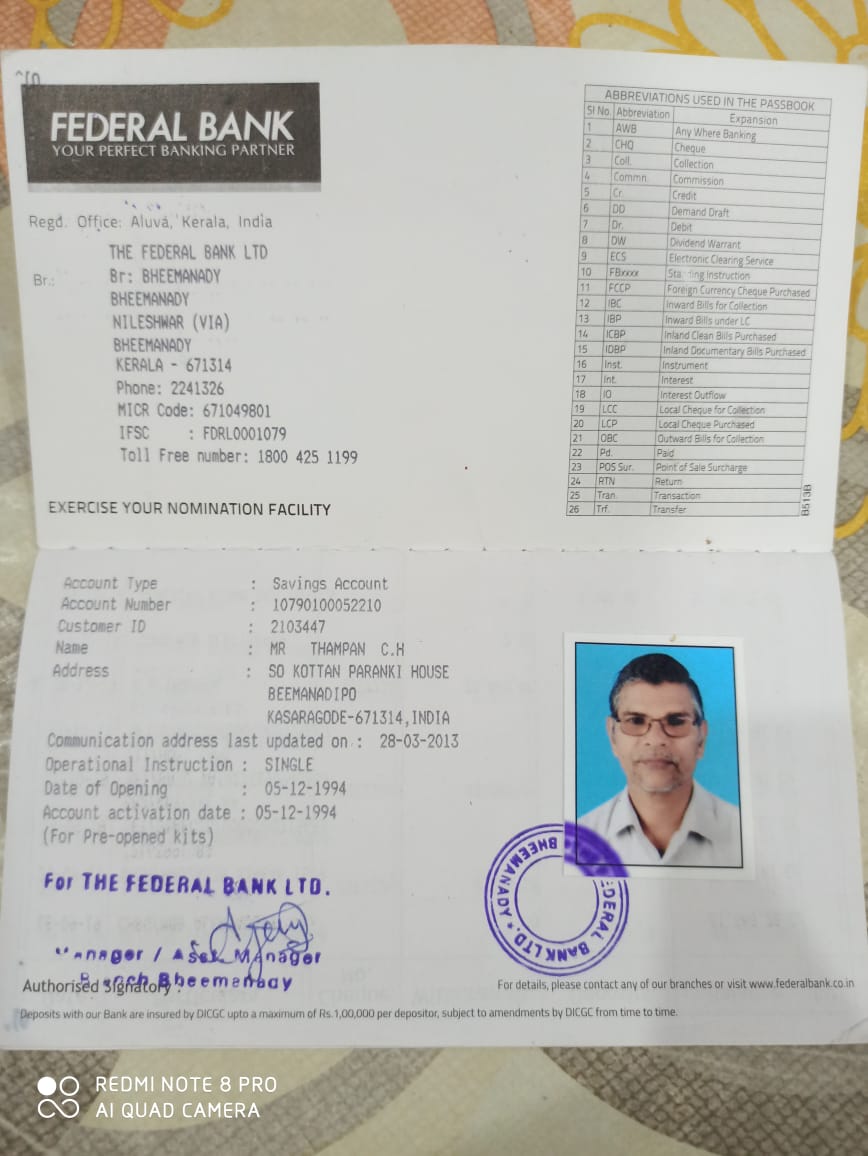 FEDERAL BANK
YOUR PERFECT BANKING PARTNER
Regd. Office: Aluva, Kerala, India
THE FEDERAL BANK LTD
Br.: Br: BHEEMANADY
BHEEMANADY
NILESHWAR (VIA)
BHEEMANADY
KERALA - 671314
Phone: 2241326
MICR Code: 671049801
IFSC : FDRL0001079
Toll Free number: 1800 425 1199
EXERCISE YOUR NOMINATION FACILITY
ABBREVIATIONS USED IN THE PASSBOOK
Sl No. Abbreviation Expansion
1 AWB Any Where Banking
2 CHQ Cheque
3 Coll. Collection
4 Commn. Commission
5 Cr. Credit
6 DD Demand Draft
7 Dr. Debit
8 DW Dividend Warrant
9 ECS Electronic Clearing Service
10 FBxxxx Instruction
11 FCCP Foreign Currency Cheque Purchased
12 IBC Inward Bills for Collection
13 IBP Inward Bills under LC
14 ICBP Inland Clean Bills Purchased
15 IDBP Inland Documentary Bills Purchased
16 Inst. Instrument
17 Int. Interest
18 IO Interest Outflow
19 LCC Local Cheque for Collection
20 LCP Local Cheque Purchased
21 OBC Outward Bills for Collection
22 Pd. Paid
23 POS Sur. Point of Sale Surcharge
24 RTN Return
25 Tran. Transaction
26 Trf. Transfer
B513B
Account Type : Savings Account
Account Number : 10790100052210
Customer ID : 2103447
Name : MR THAMPAN C.H
Address : SO KOTTAN PARANKI HOUSE
BEEMANADIPO
KASARAGODE-671314,INDIA
Communication address last updated on : 28-03-2013
Operational Instruction : SINGLE
Date of Opening : 05-12-1994
Account activation date : 05-12-1994
(For Pre-opened kits)
For THE FEDERAL BANK LTD.
Manager / Asst. Manager
Branch Bheemanady
Authorised Signatory :
BHEEMANADY * FEDERAL BANK LTD.
For details, please contact any of our branches or visit www.federalbank.co.in
Deposits with our Bank are insured by DICGC upto a maximum of Rs.1,00,000 per depositor, subject to amendments by DICGC from time to time.
REDMI NOTE 8 PRO
AI QUAD CAMERA